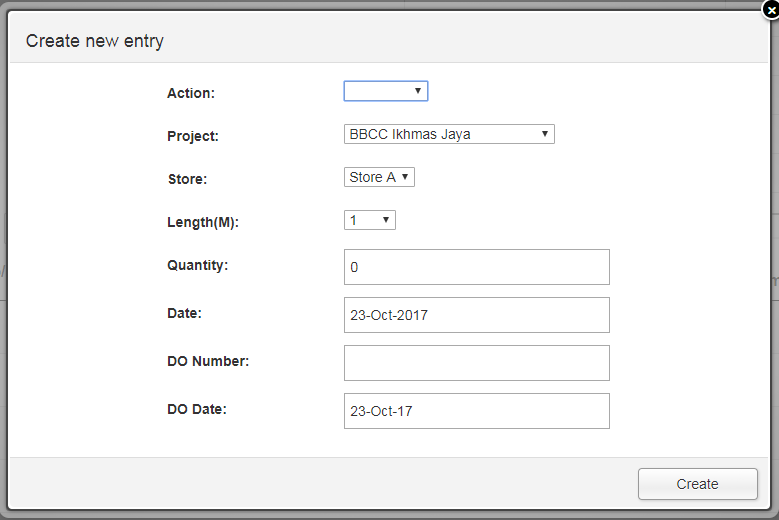 Create new entry
Action:
Project: BBCC Ikhmas Jaya
Store: Store A
Length(M): 1
Quantity: 0
Date: 23-Oct-2017
DO Number:
DO Date: 23-Oct-17
Create